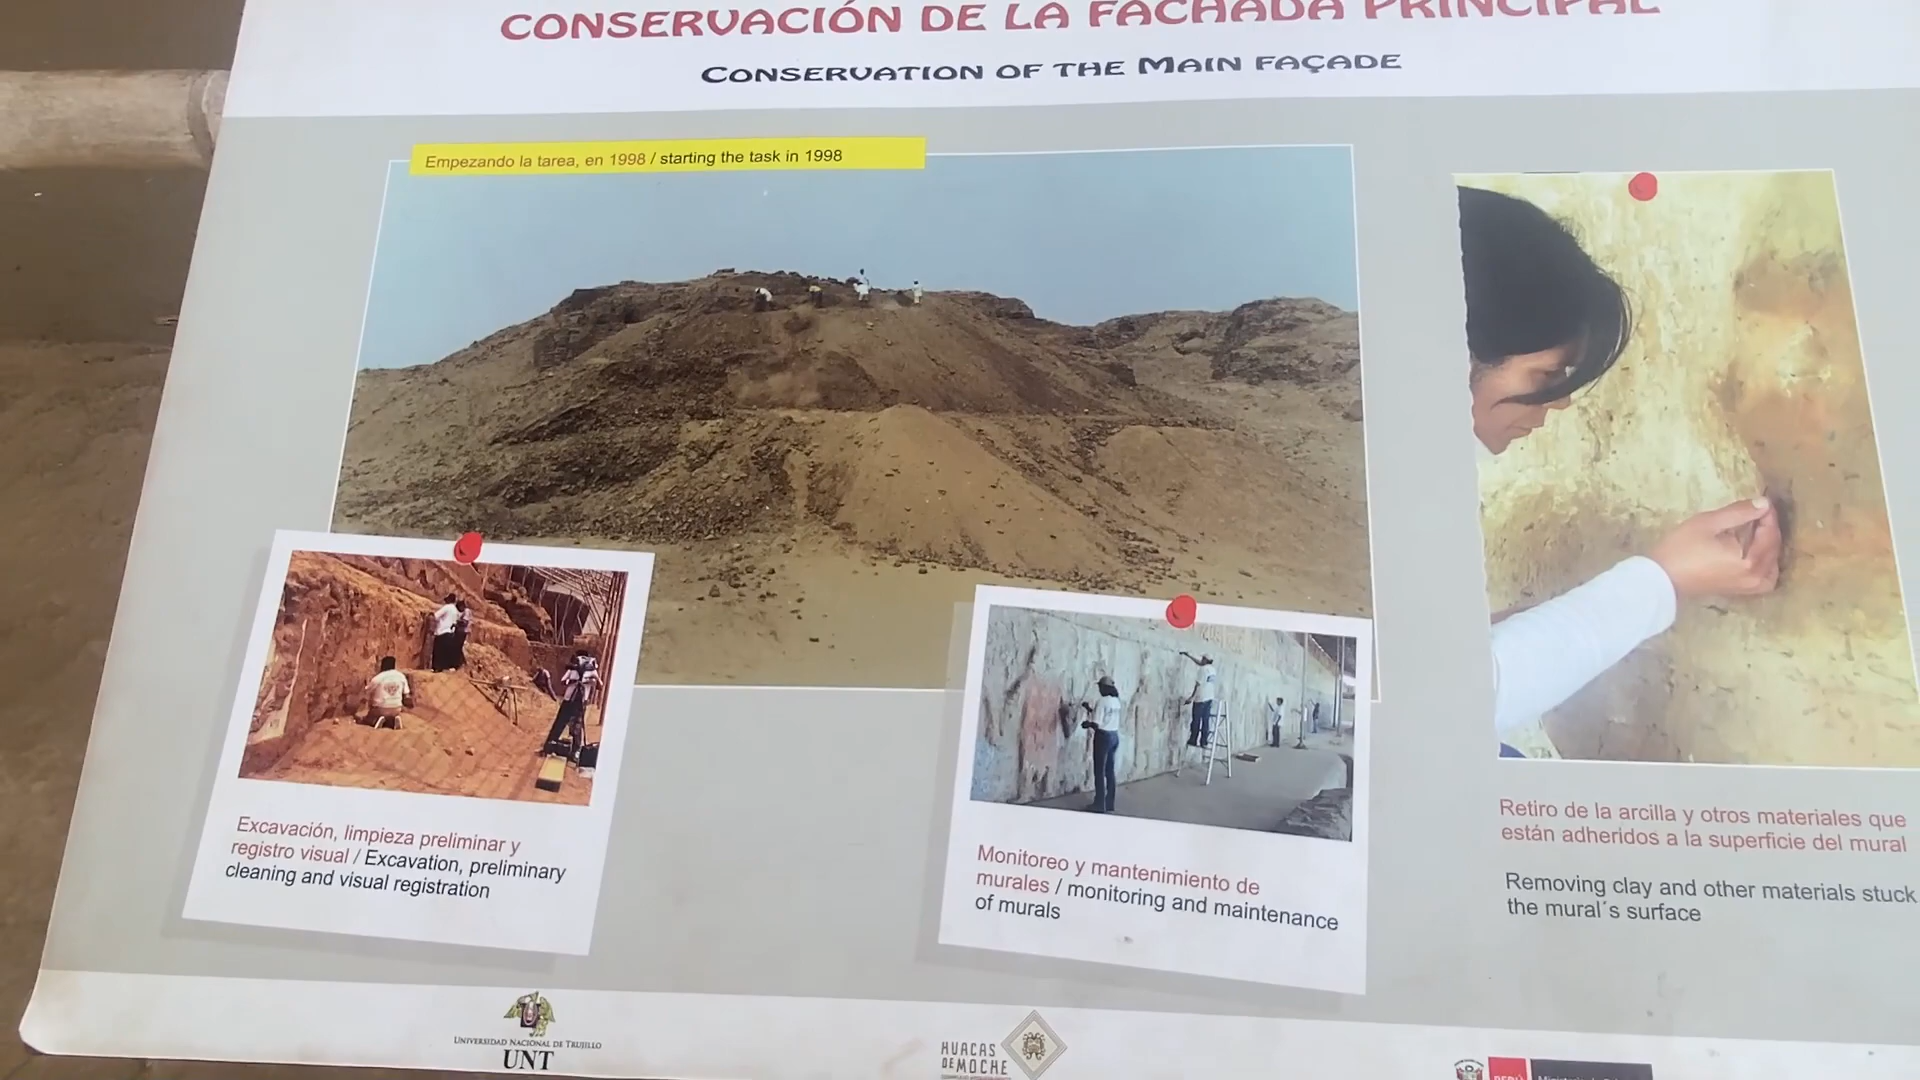 CONSERVACIÓN DE LA FACHADA PRINCIPAL
CONSERVATION OF THE MAIN FAÇADE
Empezando la tarea, en 1998 / starting the task in 1998
Excavación, limpieza preliminar y
registro visual / Excavation, preliminary
cleaning and visual registration
Monitoreo y mantenimiento de
murales / monitoring and maintenance
of murals
Retiro de la arcilla y otros materiales que
están adheridos a la superficie del mural
Removing clay and other materials stuck
the mural´s surface
UNIVERSIDAD NACIONAL DE TRUJILLO
UNT
HUACAS
DE MOCHE
PERÚ